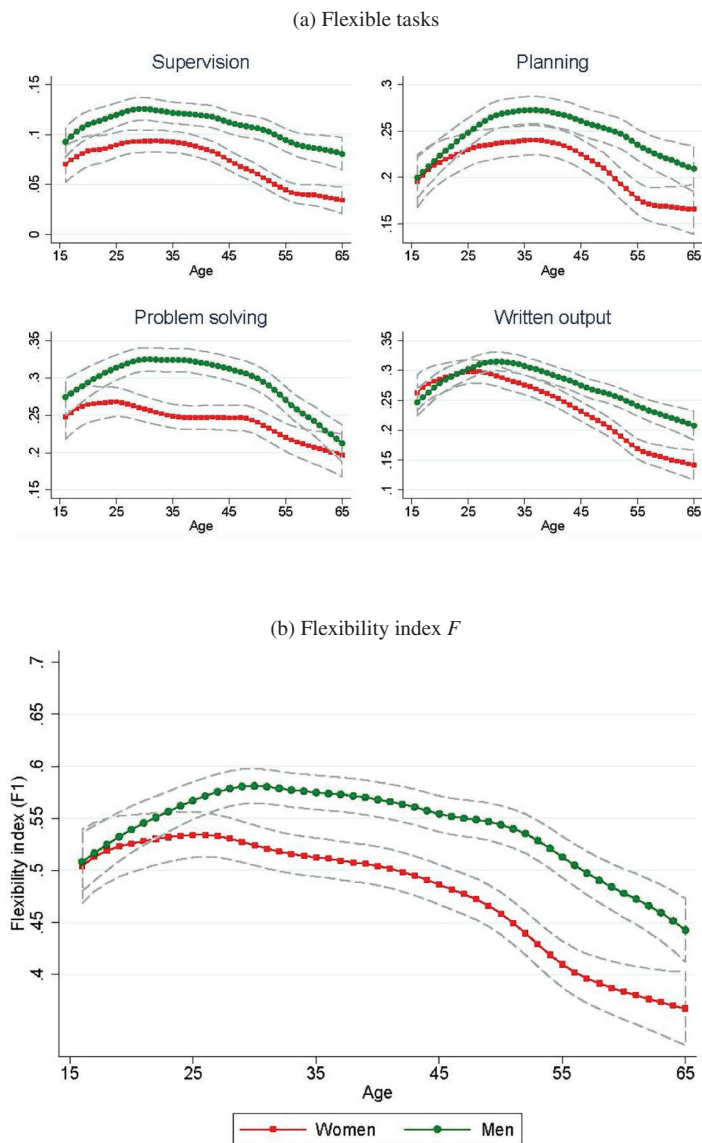 (a) Flexible tasks
Supervision
.15
.1
.05
0
15 25 35 45 55 65
Age
Planning
.3
.25
.2
.15
15 25 35 45 55 65
Age
Problem solving
.35
.3
.25
.2
.15
15 25 35 45 55 65
Age
Written output
.35
.3
.25
.2
.15
.1
15 25 35 45 55 65
Age
(b) Flexibility index F
Flexibility index (F1)
.7
.65
.6
.55
.5
.45
.4
15 25 35 45 55 65
Age
Women Men